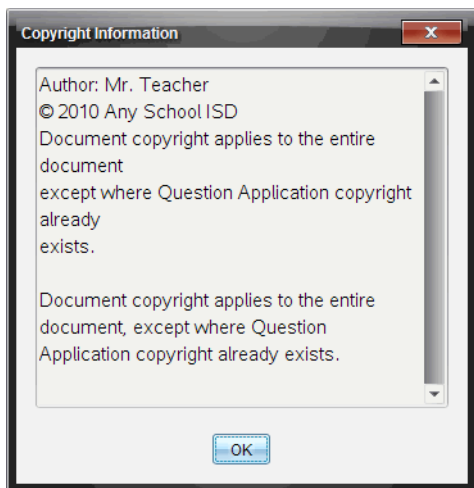 Copyright Information
Author: Mr. Teacher
© 2010 Any School ISD
Document copyright applies to the entire
document
except where Question Application copyright
already
exists.
Document copyright applies to the entire
document, except where Question
Application copyright already exists.
OK